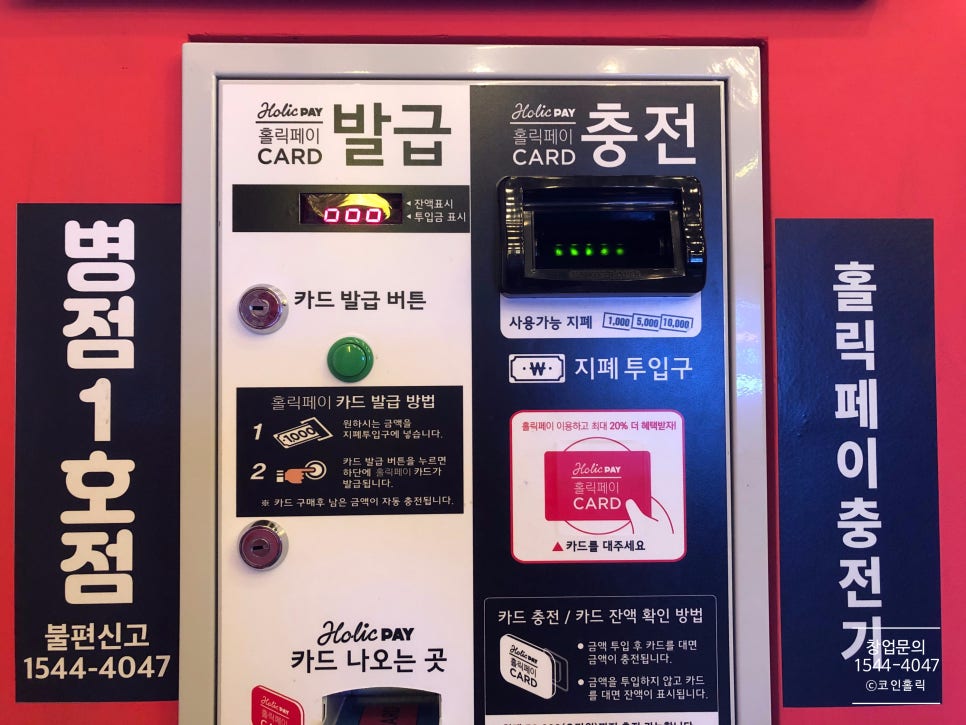 Holic PAY
홀릭페이
CARD
발급
◂ 잔액표시
◂ 투입금 표시
000
카드 발급 버튼
홀릭페이 카드 발급 방법
1
1000
원하시는 금액을
지폐투입구에 넣습니다.
2
카드 발급 버튼을 누르면
하단에 홀릭페이 카드가
발급됩니다.
※ 카드 구매후 남은 금액이 자동 충전됩니다.
Holic PAY
카드 나오는 곳
Holic PAY
홀릭페이
CARD
Holic PAY
홀릭페이
CARD
충전
사용가능 지폐
1,000
5,000
10,000
₩
지폐 투입구
홀릭페이 이용하고 최대 20% 더 혜택받자!
Holic PAY
홀릭페이
CARD
▲카드를 대주세요
카드 충전 / 카드 잔액 확인 방법
Holic PAY
홀릭페이
CARD
● 금액 투입 후 카드를 대면
금액이 충전됩니다.
● 금액을 투입하지 않고 카드
를 대면 잔액이 표시됩니다.
병점1호점
불편신고
1544-4047
홀릭페이충전기
창업문의
1544-4047
©코인홀릭